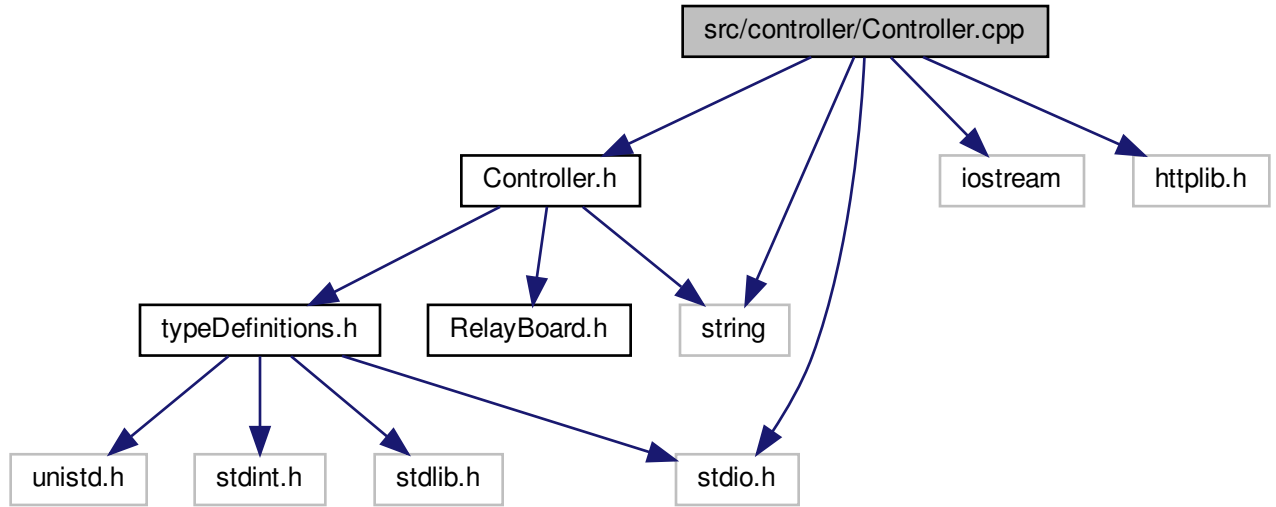 src/controller/Controller.cpp
Controller.h
iostream
httplib.h
typeDefinitions.h
RelayBoard.h
string
unistd.h
stdint.h
stdlib.h
stdio.h